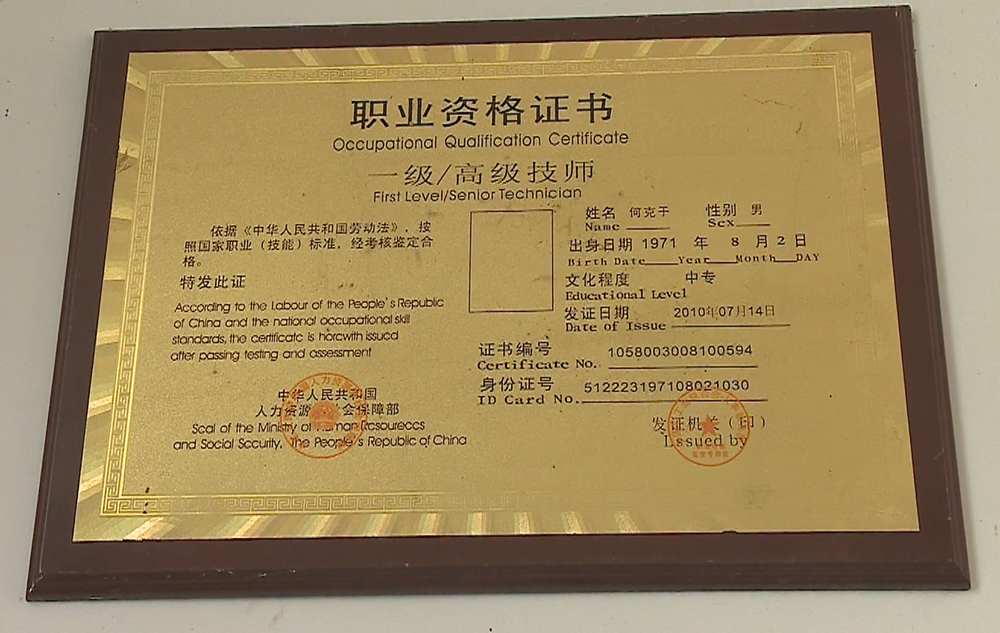 职业资格证书
Occupational Qualification Certificate
一级/高级技师
First Level/Senior Technician
依据《中华人民共和国劳动法》，按
照国家职业（技能）标准，经考核鉴定合
格。
特发此证
According to the Labour of the People's Republic
of China and the national occupational skill
standards, the certificatc is horcwith issucd
after passing testing and assessment
中华人民共和国
人力资源 会保障部
Scal of the Ministry of Human Rcsoureccs
and Social Sccurity, The People's Republic of China
姓名 何克于 性别 男
Name Scx
出身日期 1971 年 8 月 2 日
Birth Date Year Month DAY
文化程度 中专
Educational Level
发证日期 2010年07月14日
Date of Issue
证书编号 1058003008100594
Certificate No.
身份证号 512223197108021030
ID Card No.
发证机关（印）
Issued by